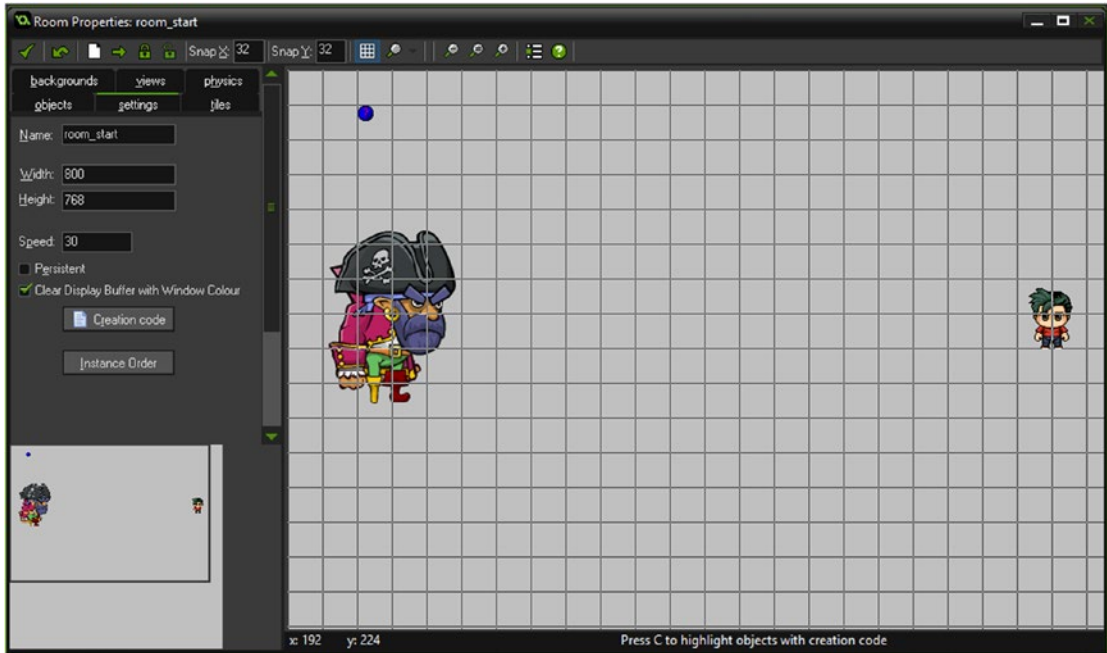 Room Properties: room_start
Snap X: 32 Snap Y: 32
backgrounds views physics
objects settings tiles
Name: room_start
Width: 800
Height: 768
Speed: 30
Persistent
Clear Display Buffer with Window Colour
Creation code
Instance Order
x: 192 y: 224 Press C to highlight objects with creation code